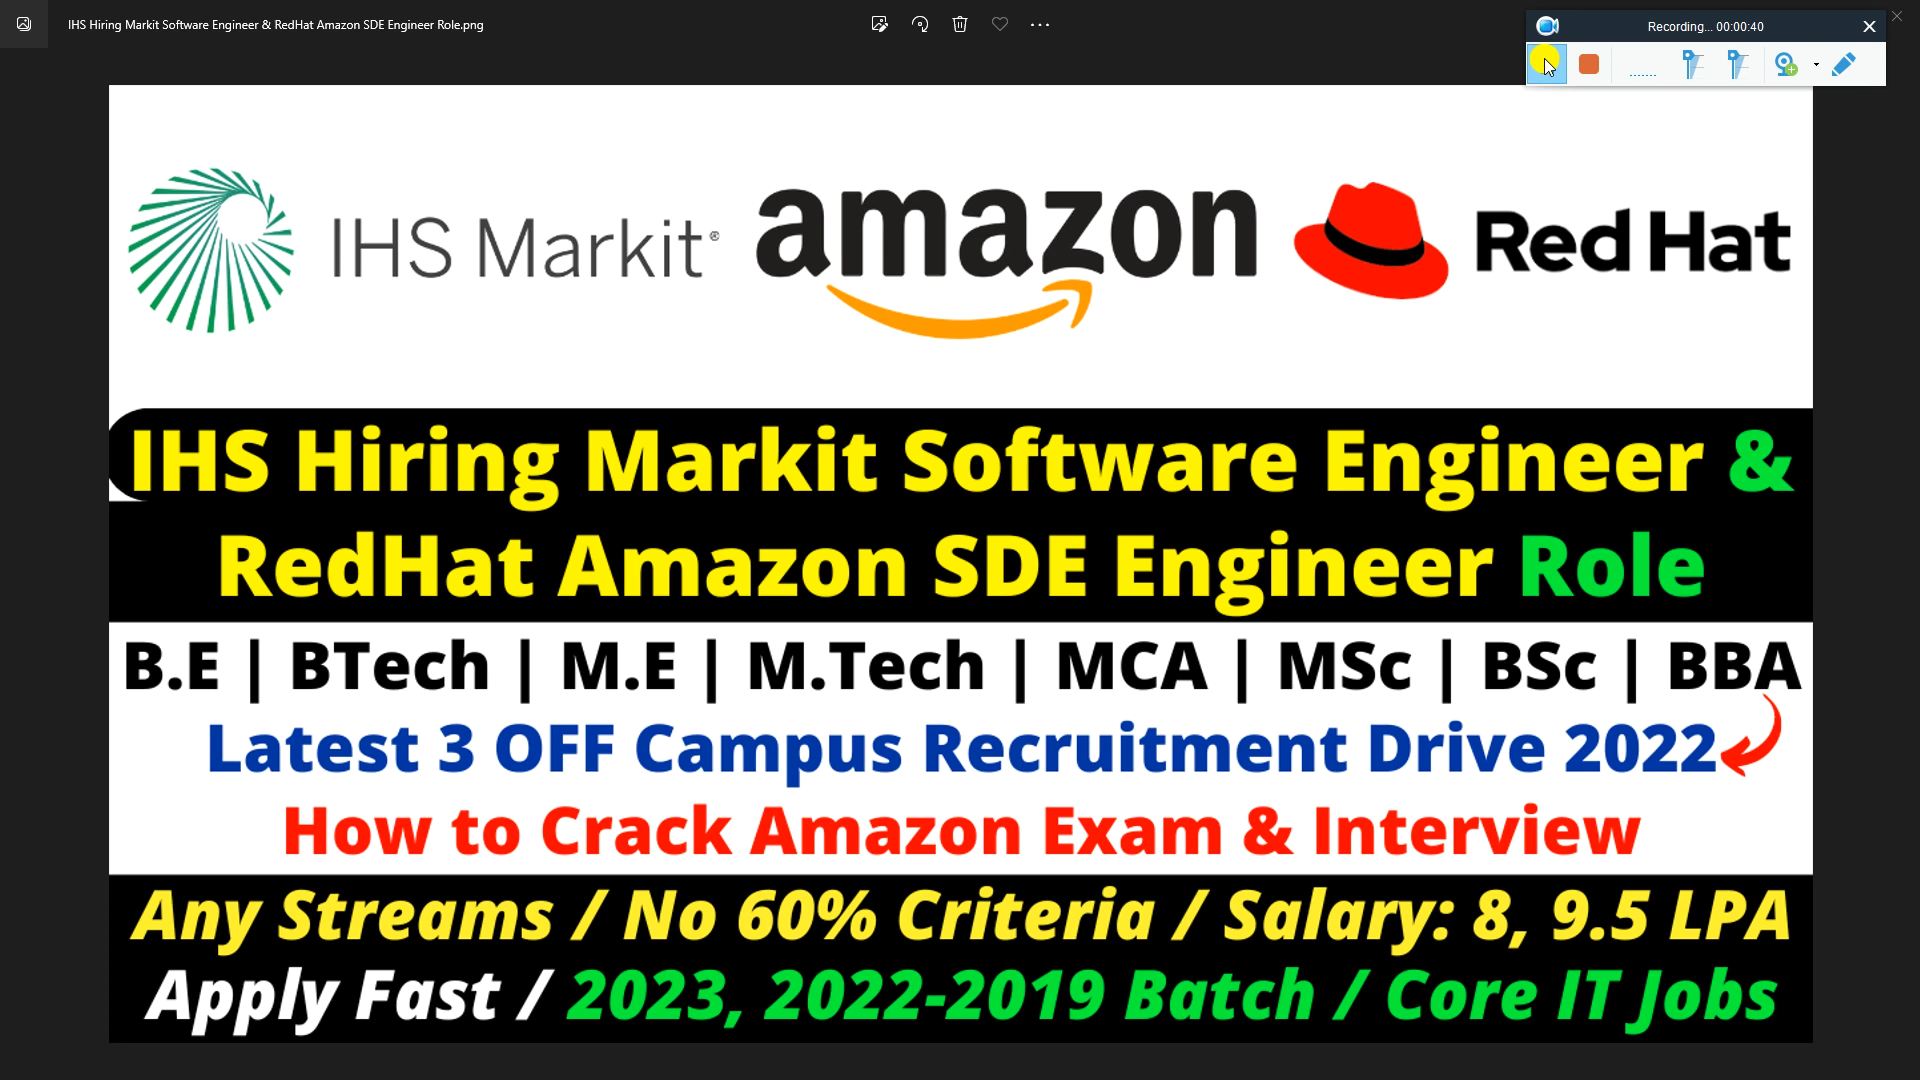 IHS Hiring Markit Software Engineer & RedHat Amazon SDE Engineer Role.png
Recording... 00:00:40
IHS Markit®
amazon
Red Hat
IHS Hiring Markit Software Engineer &
RedHat Amazon SDE Engineer Role
B.E | BTech | M.E | M.Tech | MCA | MSc | BSc | BBA
Latest 3 OFF Campus Recruitment Drive 2022
How to Crack Amazon Exam & Interview
Any Streams / No 60% Criteria / Salary: 8, 9.5 LPA
Apply Fast / 2023, 2022-2019 Batch / Core IT Jobs